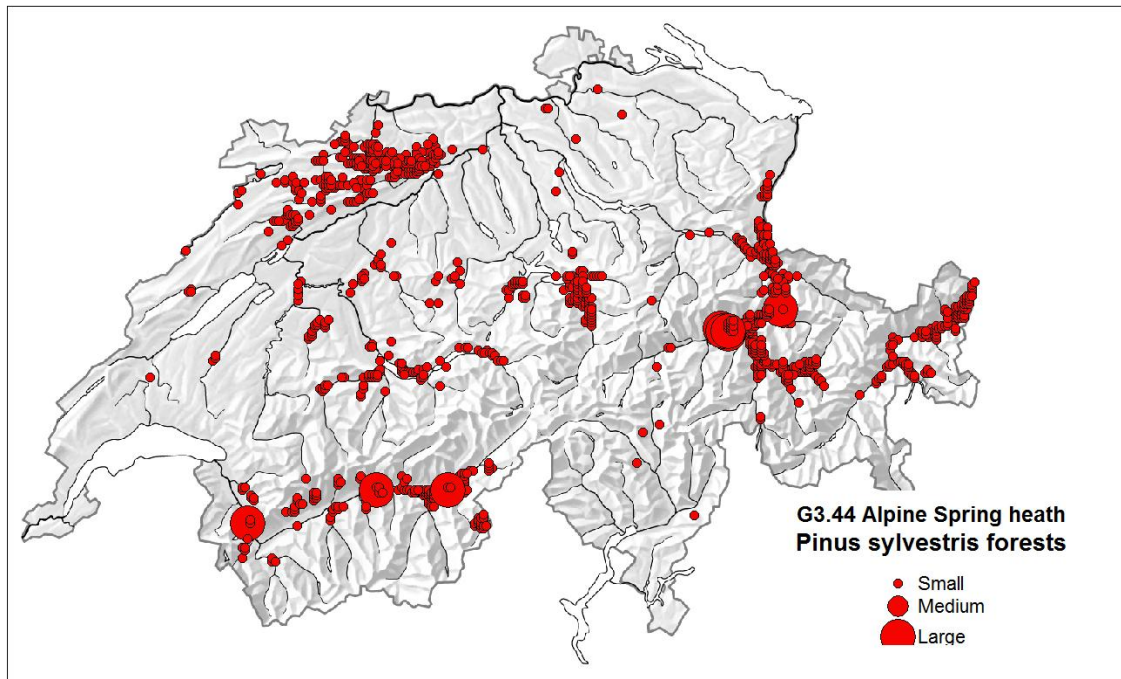 G3.44 Alpine Spring heath
Pinus sylvestris forests
Small
Medium
Large